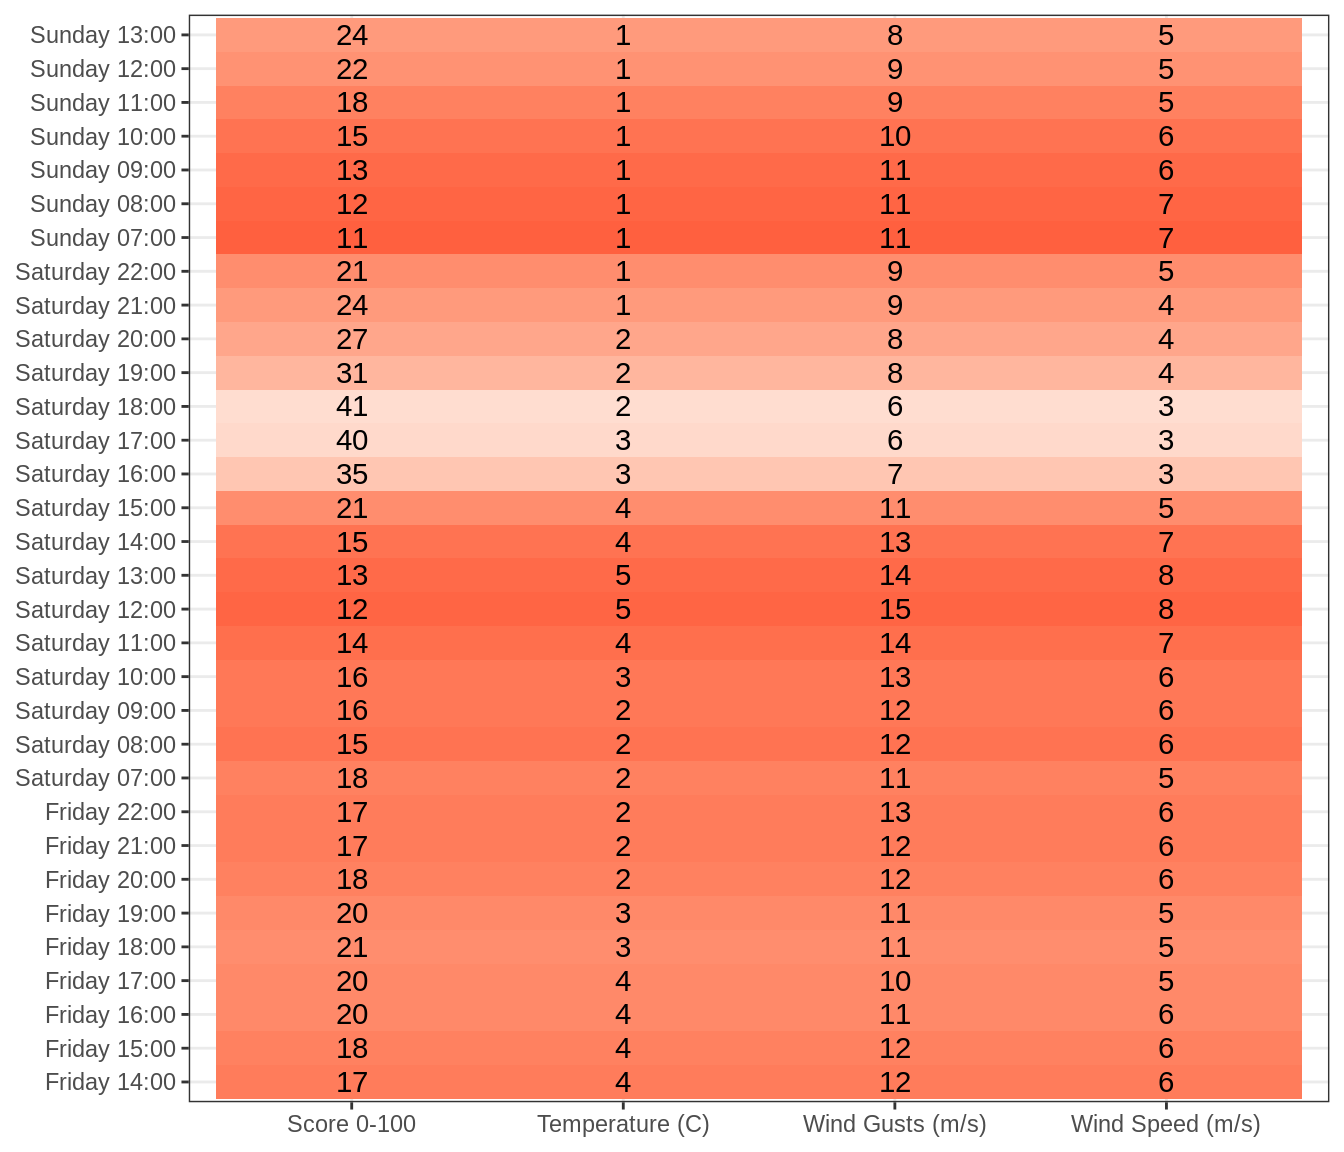 Sunday 13:00 24 1 8 5
Sunday 12:00 22 1 9 5
Sunday 11:00 18 1 9 5
Sunday 10:00 15 1 10 6
Sunday 09:00 13 1 11 6
Sunday 08:00 12 1 11 7
Sunday 07:00 11 1 11 7
Saturday 22:00 21 1 9 5
Saturday 21:00 24 1 9 4
Saturday 20:00 27 2 8 4
Saturday 19:00 31 2 8 4
Saturday 18:00 41 2 6 3
Saturday 17:00 40 3 6 3
Saturday 16:00 35 3 7 3
Saturday 15:00 21 4 11 5
Saturday 14:00 15 4 13 7
Saturday 13:00 13 5 14 8
Saturday 12:00 12 5 15 8
Saturday 11:00 14 4 14 7
Saturday 10:00 16 3 13 6
Saturday 09:00 16 2 12 6
Saturday 08:00 15 2 12 6
Saturday 07:00 18 2 11 5
Friday 22:00 17 2 13 6
Friday 21:00 17 2 12 6
Friday 20:00 18 2 12 6
Friday 19:00 20 3 11 5
Friday 18:00 21 3 11 5
Friday 17:00 20 4 10 5
Friday 16:00 20 4 11 6
Friday 15:00 18 4 12 6
Friday 14:00 17 4 12 6
Score 0-100 Temperature (C) Wind Gusts (m/s) Wind Speed (m/s)